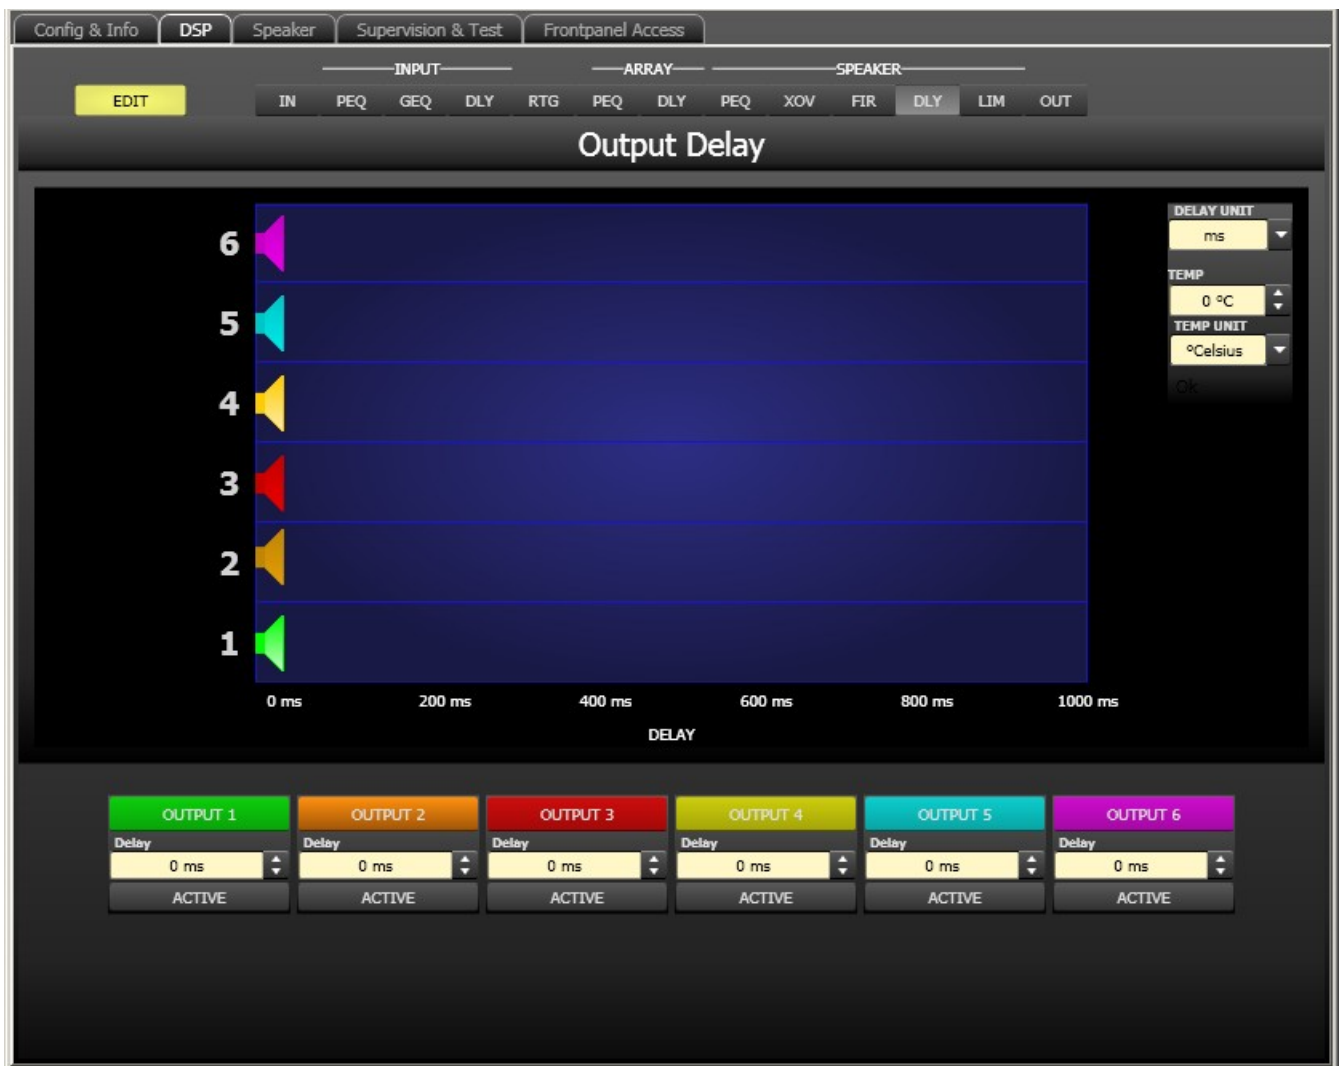 Config & Info DSP Speaker Supervision & Test Frontpanel Access
INPUT ARRAY SPEAKER
EDIT IN PEQ GEQ DLY RTG PEQ DLY PEQ XOV FIR DLY LIM OUT
Output Delay
DELAY UNIT
ms
TEMP
0 °C
TEMP UNIT
°Celsius
Ok
6
5
4
3
2
1
0 ms 200 ms 400 ms 600 ms 800 ms 1000 ms
DELAY
OUTPUT 1 OUTPUT 2 OUTPUT 3 OUTPUT 4 OUTPUT 5 OUTPUT 6
Delay Delay Delay Delay Delay Delay
0 ms 0 ms 0 ms 0 ms 0 ms 0 ms
ACTIVE ACTIVE ACTIVE ACTIVE ACTIVE ACTIVE